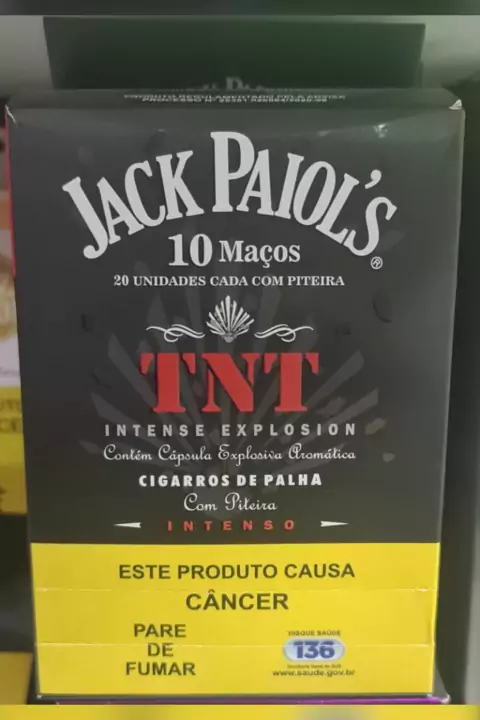 JACK PAIOL'S ®
10 Maços
20 UNIDADES CADA COM PITEIRA
TNT
INTENSE EXPLOSION
Contém Cápsula Explosiva Aromática
CIGARROS DE PALHA
Com Piteira
INTENSO
ESTE PRODUTO CAUSA
CÂNCER
PARE
DE
FUMAR
DISQUE SAÚDE
136
www.saude.gov.br